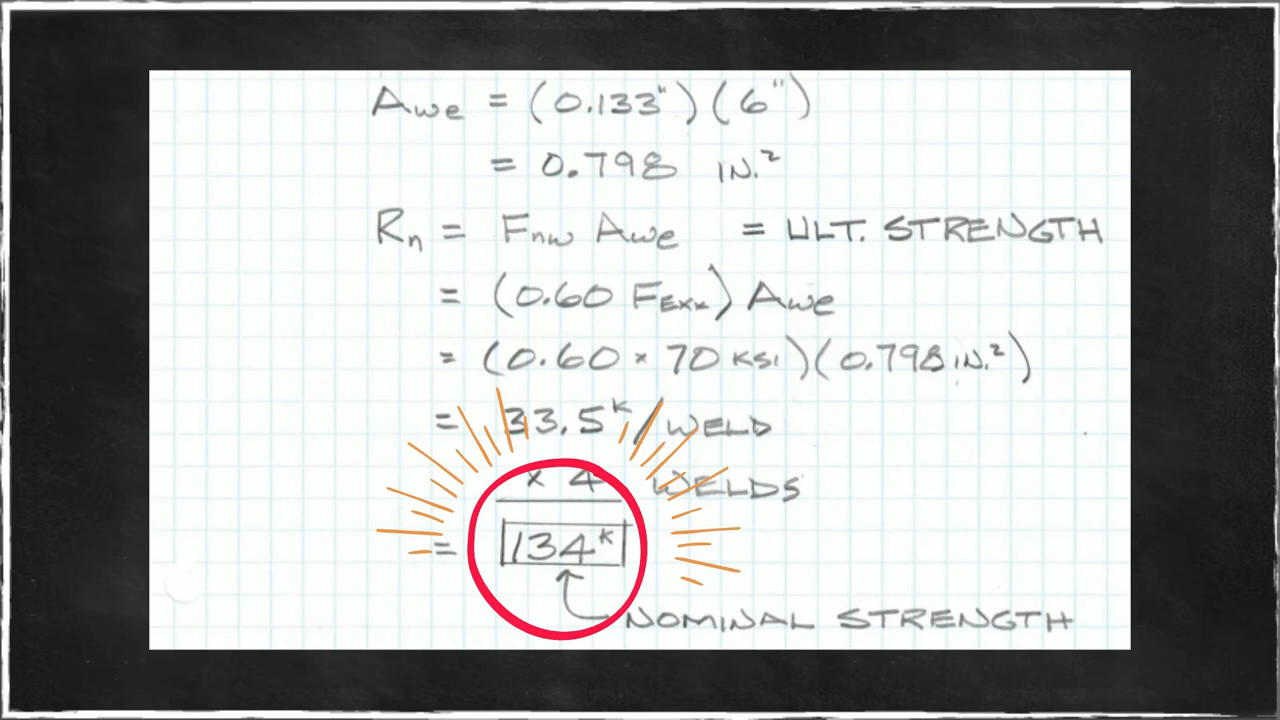 Awe = (0.133")(6")
= 0.798 IN.²
Rn = Fnw Awe = ULT. STRENGTH
= (0.60 FExx) Awe
= (0.60 × 70 KSI)(0.798 IN.²)
= 33.5ᵏ/WELD
× 4 WELDS
= 134ᵏ
NOMINAL STRENGTH